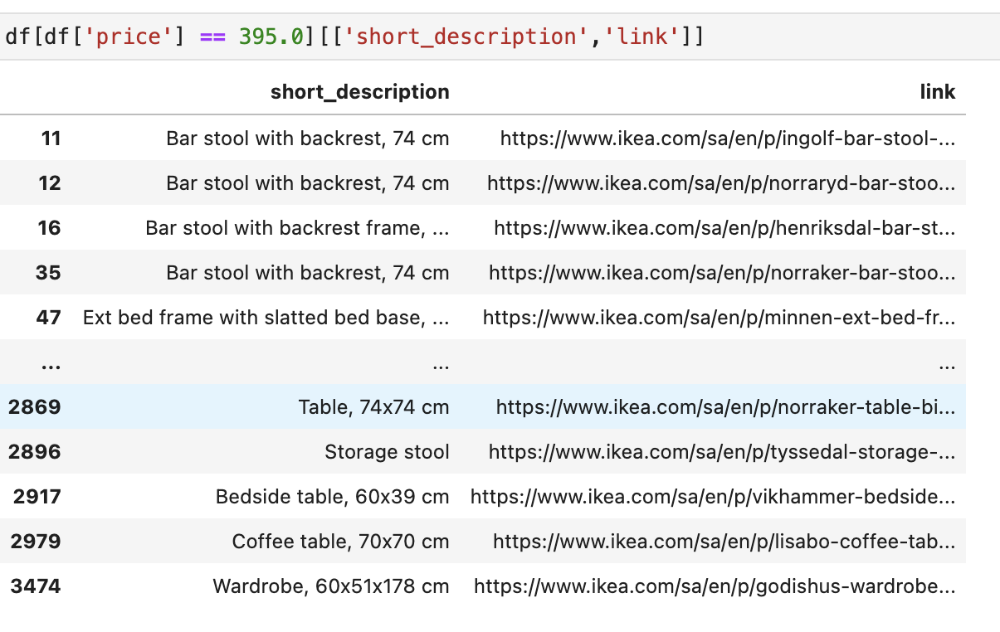 df[df['price'] == 395.0][['short_description','link']]
short_description link
11 Bar stool with backrest, 74 cm https://www.ikea.com/sa/en/p/ingolf-bar-stool-...
12 Bar stool with backrest, 74 cm https://www.ikea.com/sa/en/p/norraryd-bar-stoo...
16 Bar stool with backrest frame, ... https://www.ikea.com/sa/en/p/henriksdal-bar-st...
35 Bar stool with backrest, 74 cm https://www.ikea.com/sa/en/p/norraker-bar-stoo...
47 Ext bed frame with slatted bed base, ... https://www.ikea.com/sa/en/p/minnen-ext-bed-fr...
... ... ...
2869 Table, 74x74 cm https://www.ikea.com/sa/en/p/norraker-table-bi...
2896 Storage stool https://www.ikea.com/sa/en/p/tyssedal-storage-...
2917 Bedside table, 60x39 cm https://www.ikea.com/sa/en/p/vikhammer-bedside...
2979 Coffee table, 70x70 cm https://www.ikea.com/sa/en/p/lisabo-coffee-tab...
3474 Wardrobe, 60x51x178 cm https://www.ikea.com/sa/en/p/godishus-wardrobe...